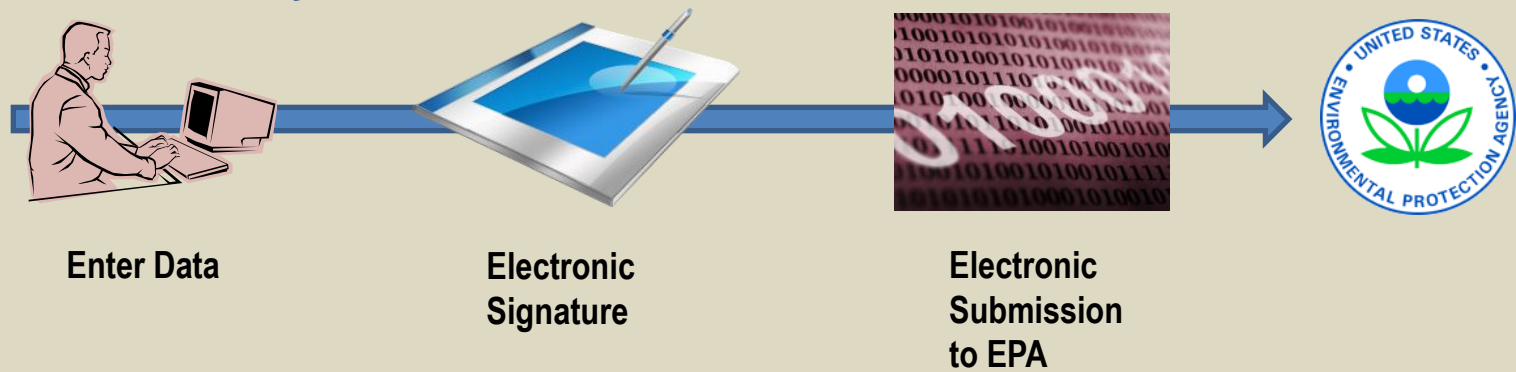 Enter Data
Electronic
Signature
Electronic
Submission
to EPA
UNITED STATES
ENVIRONMENTAL PROTECTION AGENCY